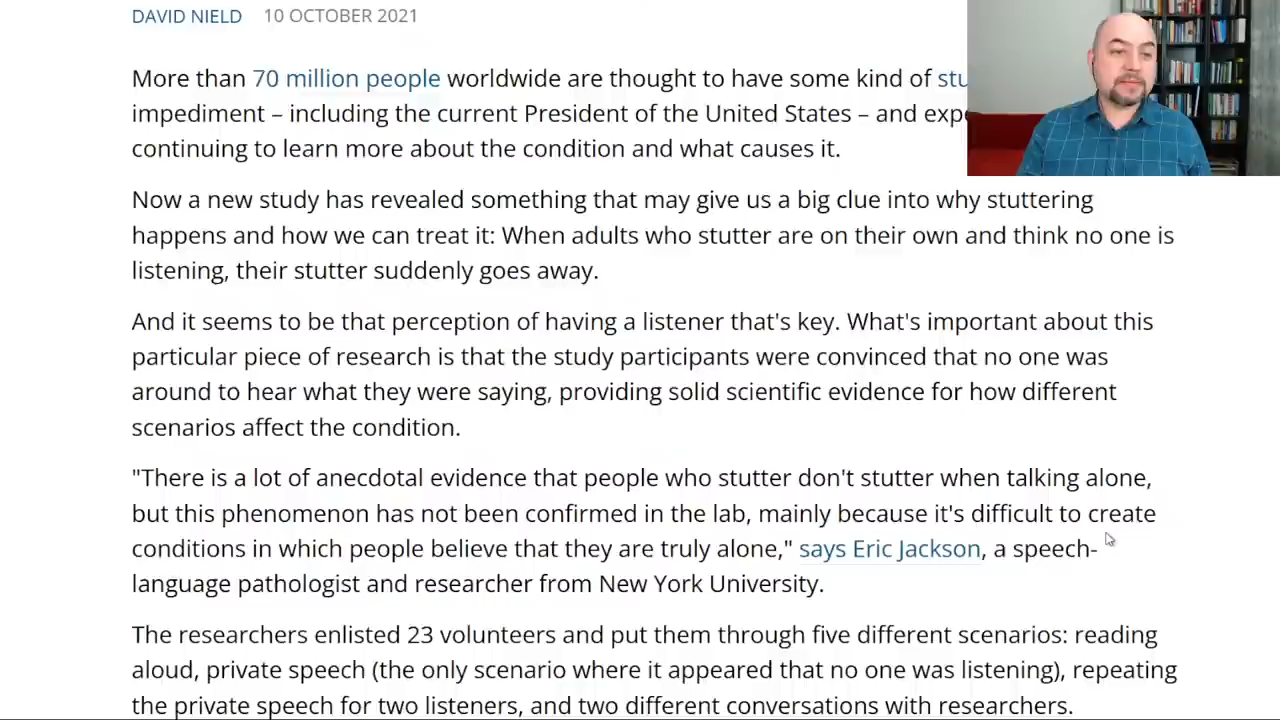 DAVID NIELD 10 OCTOBER 2021
More than 70 million people worldwide are thought to have some kind of
impediment – including the current President of the United States – and
continuing to learn more about the condition and what causes it.
Now a new study has revealed something that may give us a big clue into why stuttering
happens and how we can treat it: When adults who stutter are on their own and think no one is
listening, their stutter suddenly goes away.
And it seems to be that perception of having a listener that's key. What's important about this
particular piece of research is that the study participants were convinced that no one was
around to hear what they were saying, providing solid scientific evidence for how different
scenarios affect the condition.
"There is a lot of anecdotal evidence that people who stutter don't stutter when talking alone,
but this phenomenon has not been confirmed in the lab, mainly because it's difficult to create
conditions in which people believe that they are truly alone," says Eric Jackson, a speech-
language pathologist and researcher from New York University.
The researchers enlisted 23 volunteers and put them through five different scenarios: reading
aloud, private speech (the only scenario where it appeared that no one was listening), repeating
the private speech for two listeners, and two different conversations with researchers.